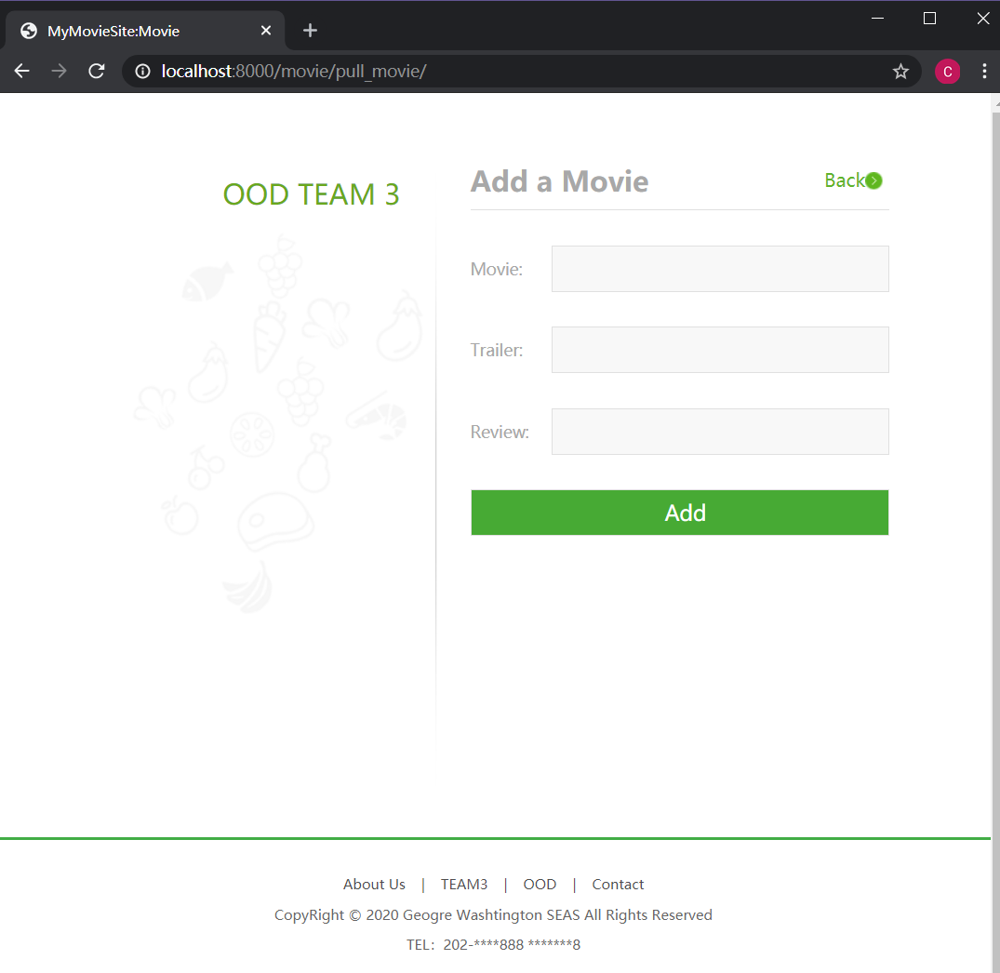 MyMovieSite:Movie
localhost:8000/movie/pull_movie/
C
OOD TEAM 3
Add a Movie
Back
Movie:
Trailer:
Review:
Add
About Us | TEAM3 | OOD | Contact
CopyRight © 2020 Geogre Washtington SEAS All Rights Reserved
TEL：202-****888 *******8